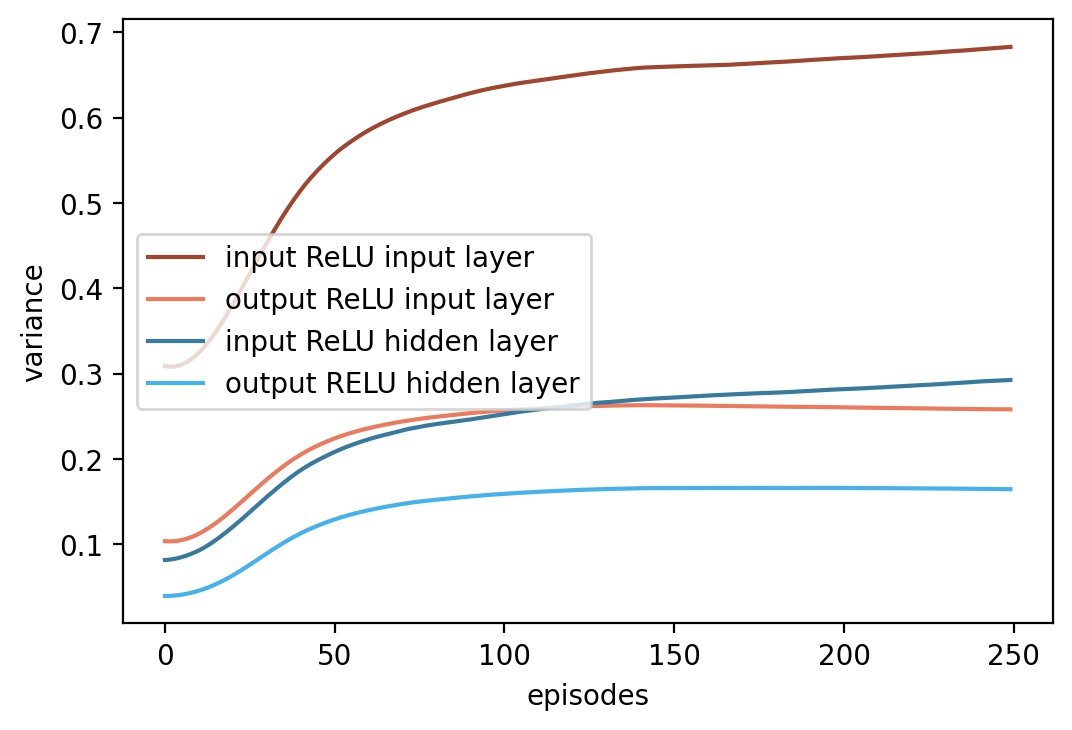 0.7
0.6
0.5
0.4
0.3
0.2
0.1
variance
input ReLU input layer
output ReLU input layer
input ReLU hidden layer
output RELU hidden layer
0 50 100 150 200 250
episodes